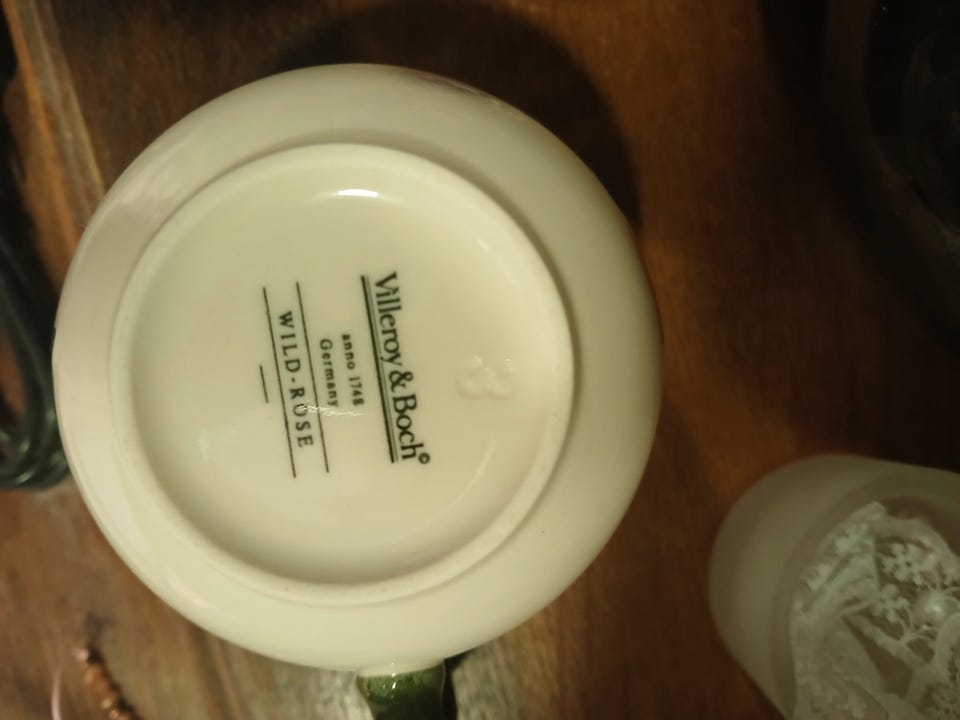 Villeroy & Boch©
anno 1748
Germany
WILD-ROSE